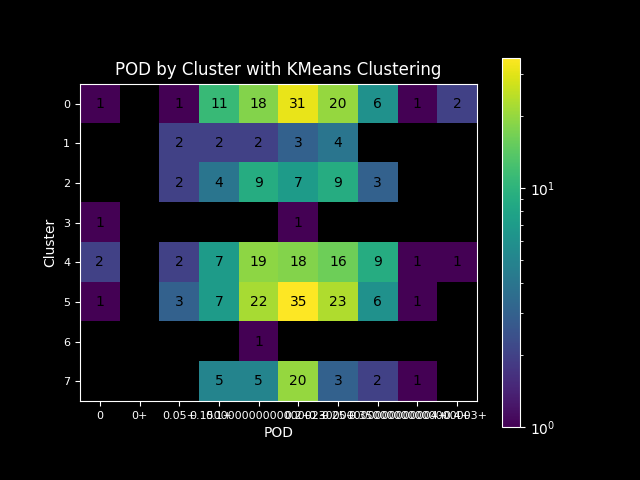 POD by Cluster with KMeans Clustering
0 1 1 11 18 31 20 6 1 2
1 2 2 2 3 4
2 2 4 9 7 9 3
3 1 1
4 2 2 7 19 18 16 9 1 1
5 1 3 7 22 35 23 6 1
6 1
7 5 5 20 3 2 1
0 0+ 0.05+
Cluster
POD
10¹
10⁰